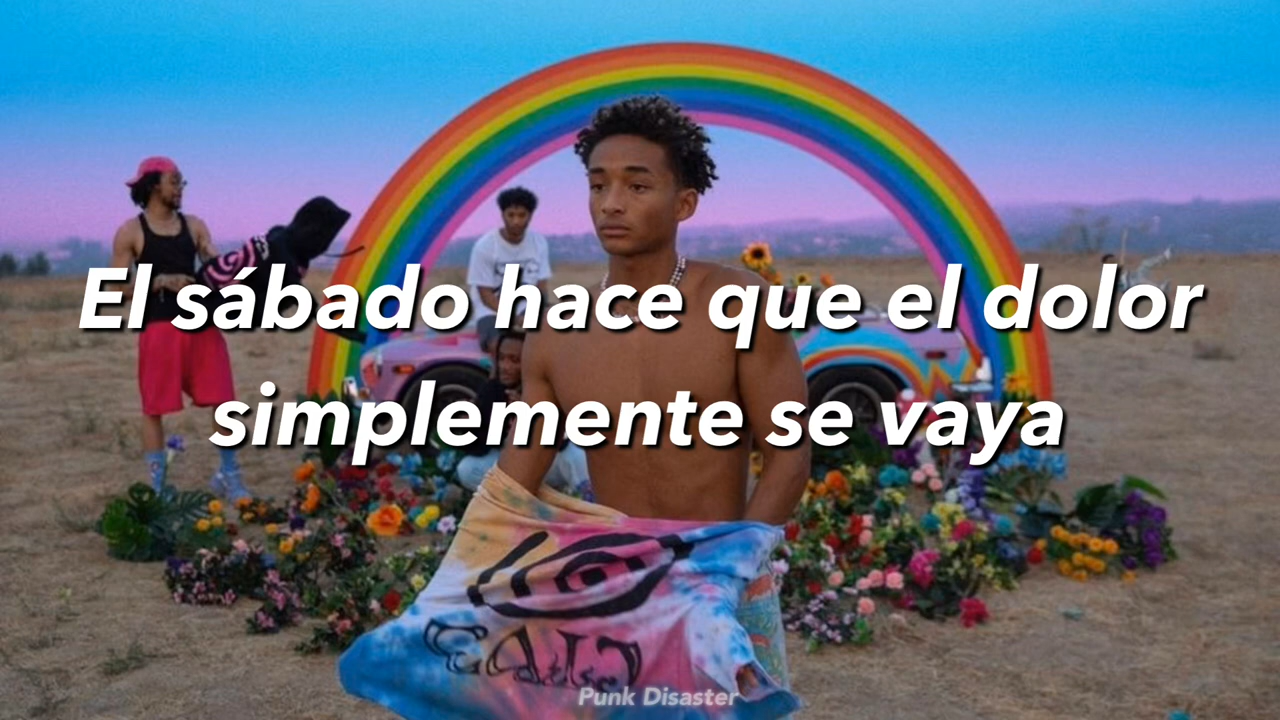 El sábado hace que el dolor
simplemente se vaya
Punk Disaster